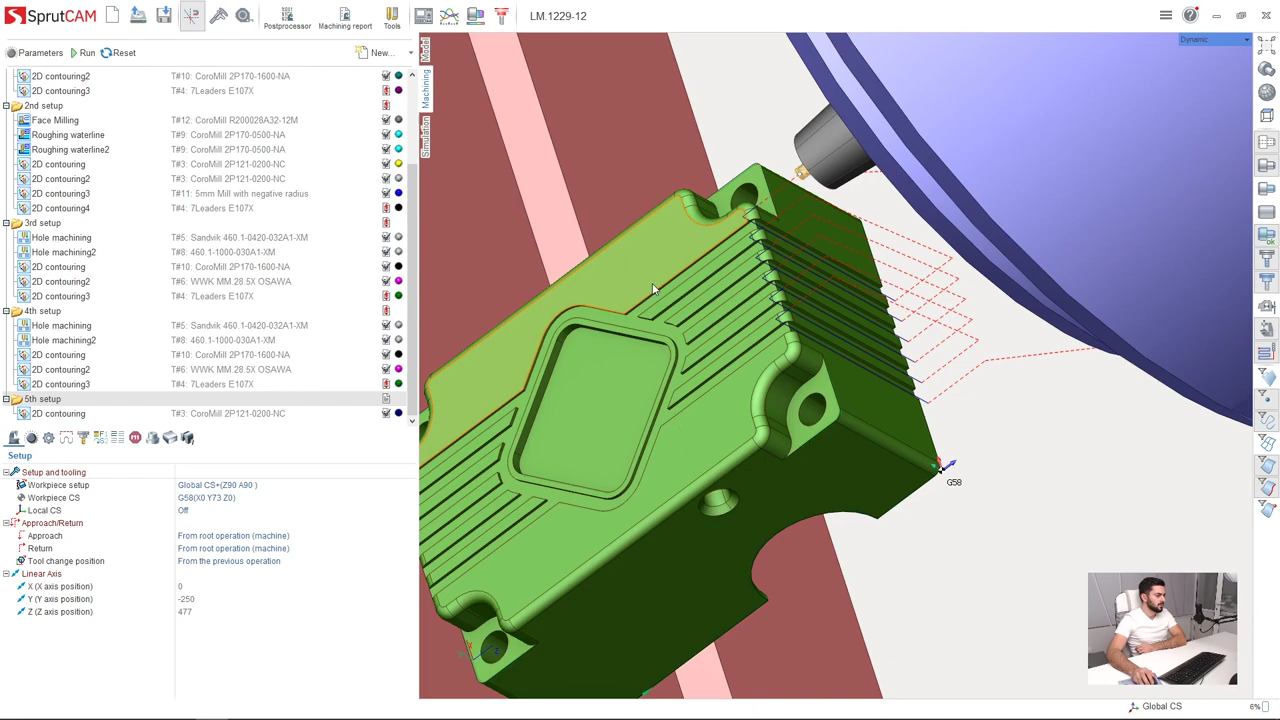 SprutCAM
Postprocessor
Machining report
Tools
LM.1229-12
Parameters
Run
Reset
New...
Dynamic
2D contouring2 T#10: CoroMill 2P170-1600-NA
2D contouring3 T#4: 7Leaders E107X
2nd setup
Face Milling T#12: CoroMill R200028A32-12M
Roughing waterline T#9: CoroMill 2P170-0500-NA
Roughing waterline2 T#9: CoroMill 2P170-0500-NA
2D contouring T#3: CoroMill 2P121-0200-NC
2D contouring2 T#3: CoroMill 2P121-0200-NC
2D contouring3 T#11: 5mm Mill with negative radius
2D contouring4 T#4: 7Leaders E107X
3rd setup
Hole machining T#5: Sandvik 460.1-0420-032A1-XM
Hole machining2 T#8: 460.1-1000-030A1-XM
2D contouring T#10: CoroMill 2P170-1600-NA
2D contouring2 T#6: WWK MM.28.5X OSAWA
2D contouring3 T#4: 7Leaders E107X
4th setup
Hole machining T#5: Sandvik 460.1-0420-032A1-XM
Hole machining2 T#8: 460.1-1000-030A1-XM
2D contouring T#10: CoroMill 2P170-1600-NA
2D contouring2 T#6: WWK MM.28.5X OSAWA
2D contouring3 T#4: 7Leaders E107X
5th setup
2D contouring T#3: CoroMill 2P121-0200-NC
Model
Machining
Simulation
Setup
Setup and tooling
Workpiece setup Global CS+(Z90 A90 )
Workpiece CS G58(X0 Y73 Z0)
Local CS Off
Approach/Return
Approach From root operation (machine)
Return From root operation (machine)
Tool change position From the previous operation
Linear Axis
X (X axis position) 0
Y (Y axis position) -250
Z (Z axis position) 477
G58
Z
Global CS
6%